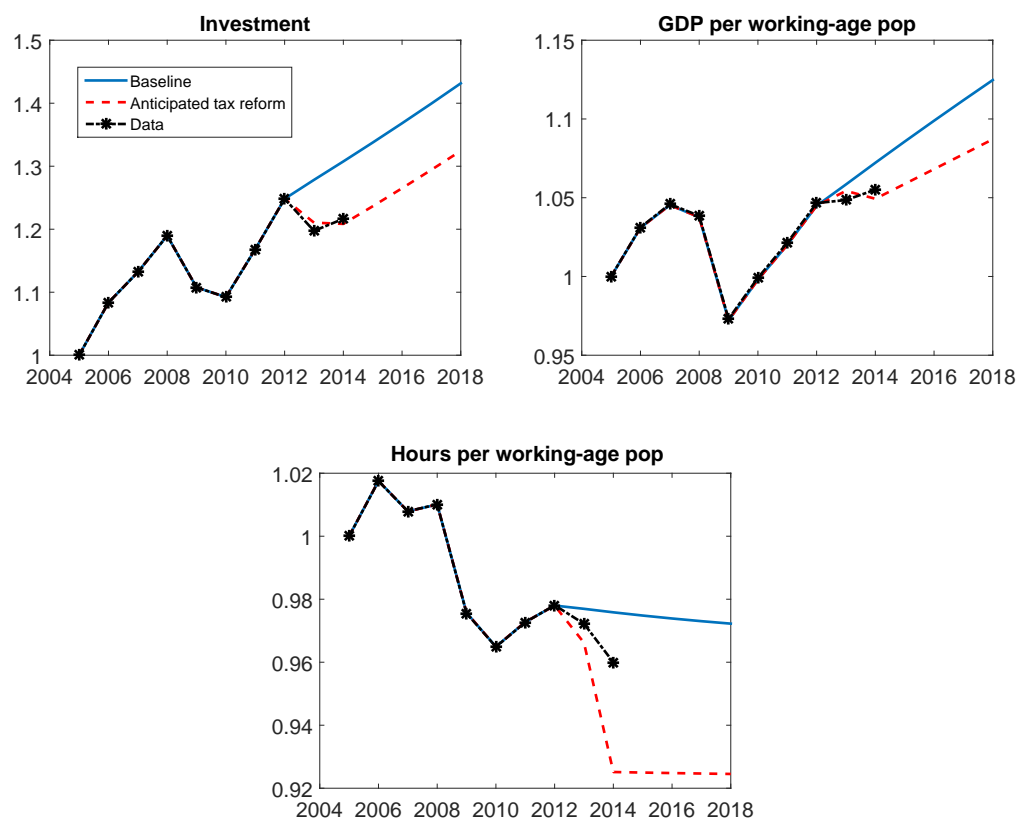 Investment
1.5
1.4
1.3
1.2
1.1
1
2004 2006 2008 2010 2012 2014 2016 2018
Baseline
Anticipated tax reform
Data
GDP per working-age pop
1.15
1.1
1.05
1
0.95
2004 2006 2008 2010 2012 2014 2016 2018
Hours per working-age pop
1.02
1
0.98
0.96
0.94
0.92
2004 2006 2008 2010 2012 2014 2016 2018